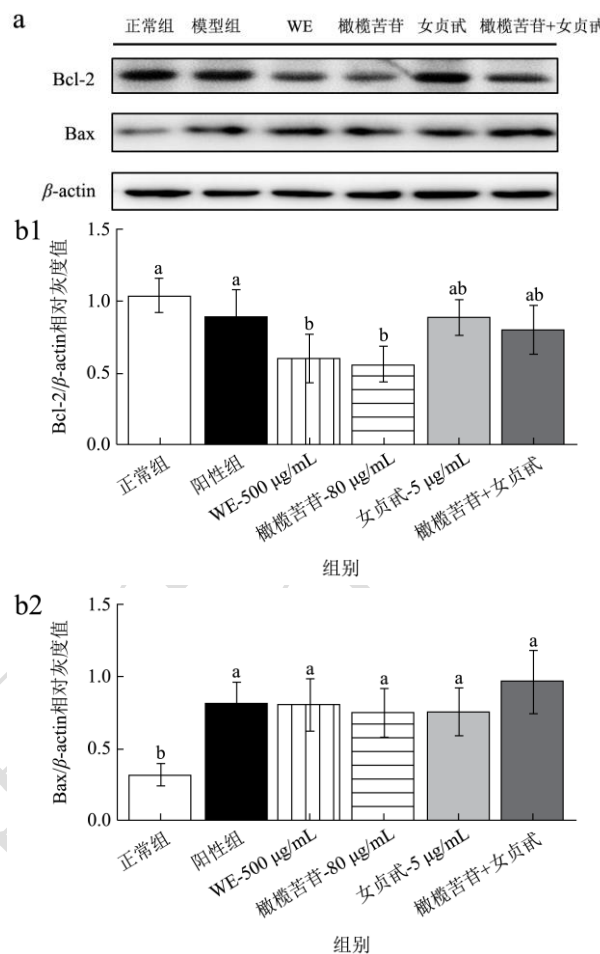 a
正常组 模型组 WE 橄榄苦苷 女贞甙 橄榄苦苷+女贞甙
Bcl-2
Bax
β-actin
b1
Bcl-2/β-actin相对灰度值
1.5
1.0
0.5
0.0
a a b b ab ab
正常组 阳性组 WE-500 μg/mL 橄榄苦苷-80 μg/mL 女贞甙-5 μg/mL 橄榄苦苷+女贞甙
组别
b2
Bax/β-actin相对灰度值
1.5
1.0
0.5
0.0
b a a a a a
正常组 阳性组 WE-500 μg/mL 橄榄苦苷-80 μg/mL 女贞甙-5 μg/mL 橄榄苦苷+女贞甙
组别